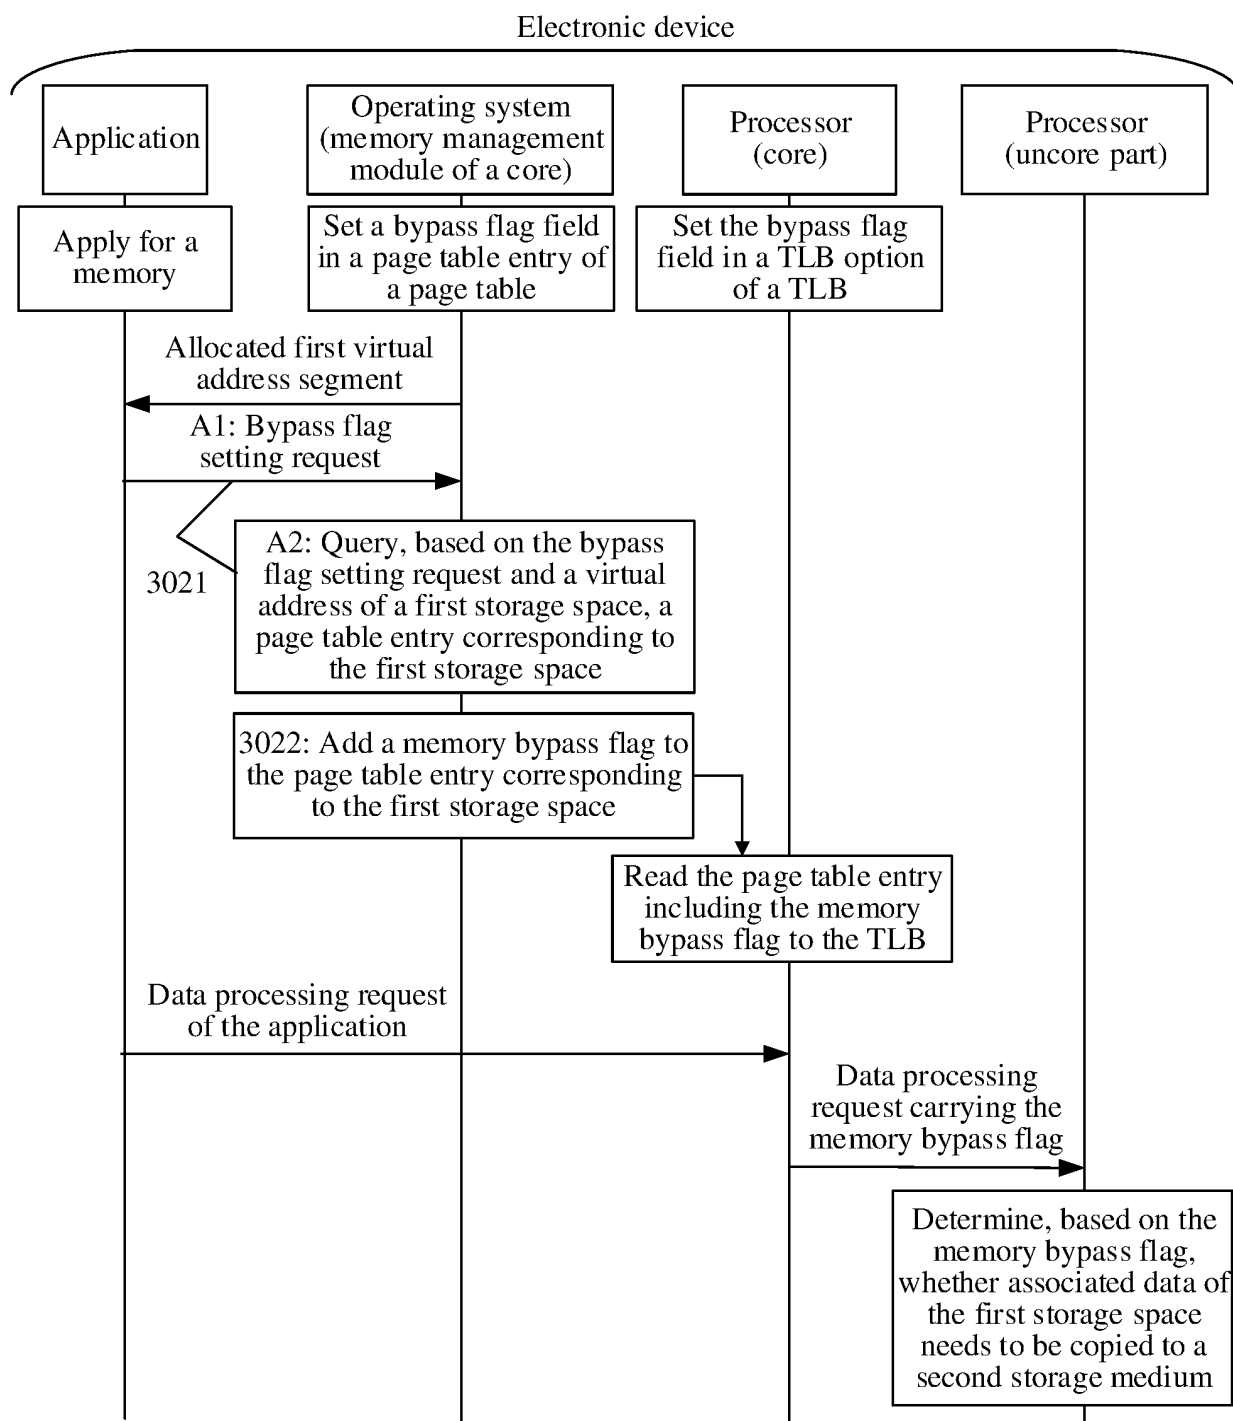 Electronic device
Application
Operating system
(memory management
module of a core)
Processor
(core)
Processor
(uncore part)
Apply for a
memory
Set a bypass flag field
in a page table entry of
a page table
Set the bypass flag
field in a TLB option
of a TLB
Allocated first virtual
address segment
A1: Bypass flag
setting request
3021
A2: Query, based on the bypass
flag setting request and a virtual
address of a first storage space, a
page table entry corresponding to
the first storage space
3022: Add a memory bypass flag to
the page table entry corresponding
to the first storage space
Read the page table entry
including the memory
bypass flag to the TLB
Data processing request
of the application
Data processing
request carrying the
memory bypass flag
Determine, based on the
memory bypass flag,
whether associated data of
the first storage space
needs to be copied to a
second storage medium